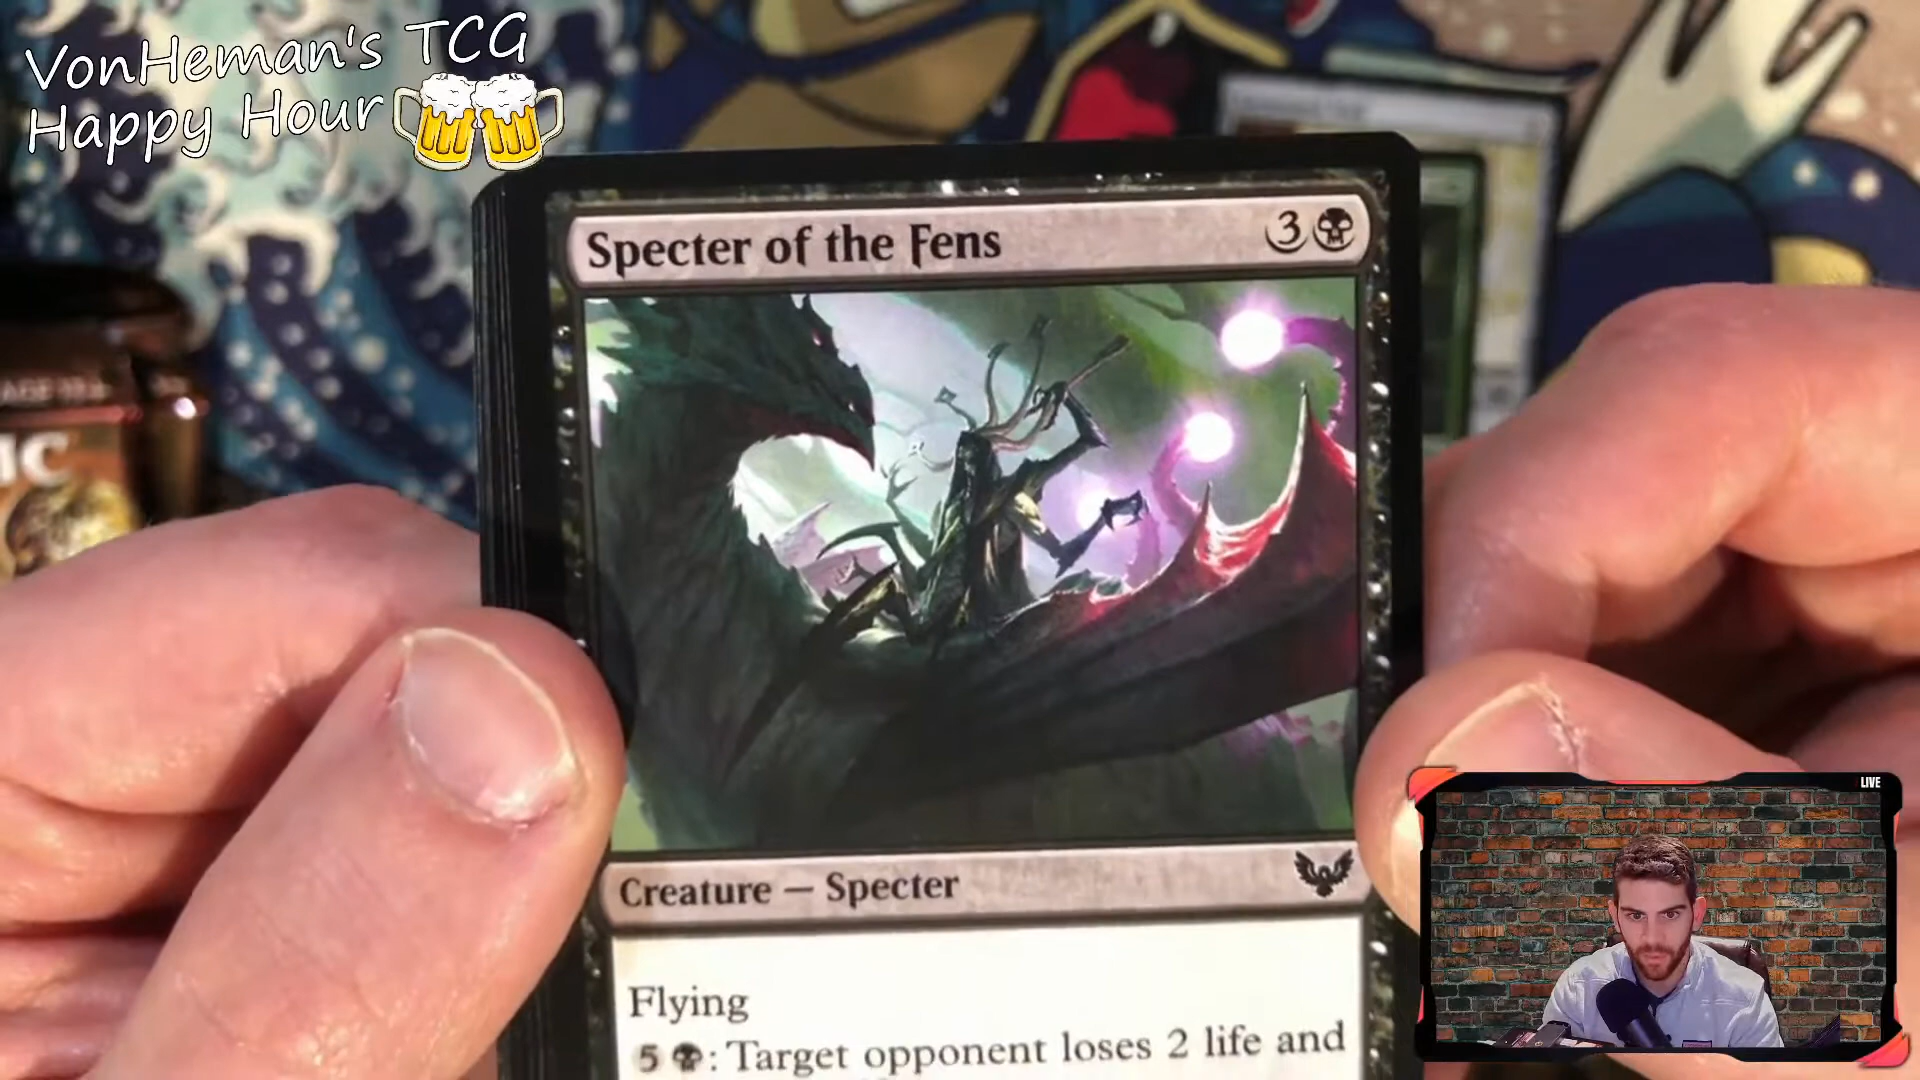 VonHeman's TCG
Happy Hour
Specter of the Fens
3
Creature — Specter
Flying
5 : Target opponent loses 2 life and
LIVE